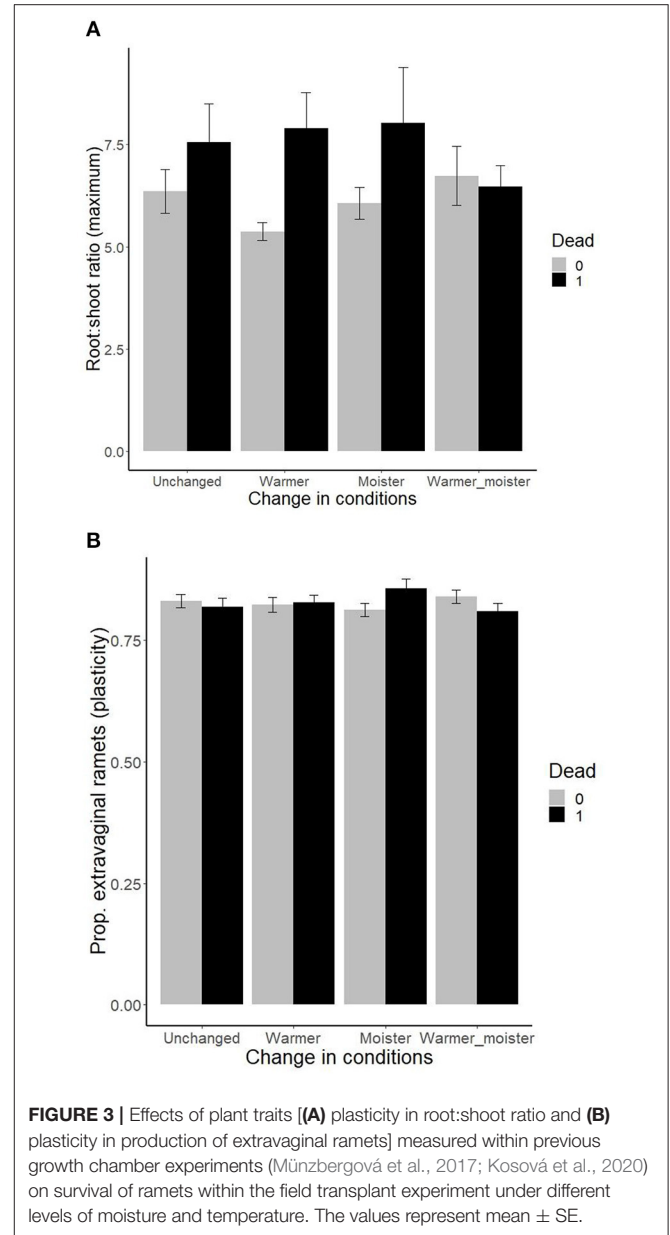 A
Root:shoot ratio (maximum)
7.5
5.0
2.5
0.0
Unchanged Warmer Moister Warmer_moister
Change in conditions
Dead
0
1
B
Prop. extravaginal ramets (plasticity)
0.75
0.50
0.25
0.00
Unchanged Warmer Moister Warmer_moister
Change in conditions
Dead
0
1
FIGURE 3 | Effects of plant traits [(A) plasticity in root:shoot ratio and (B)
plasticity in production of extravaginal ramets] measured within previous
growth chamber experiments (Münzbergová et al., 2017; Kosová et al., 2020)
on survival of ramets within the field transplant experiment under different
levels of moisture and temperature. The values represent mean ± SE.